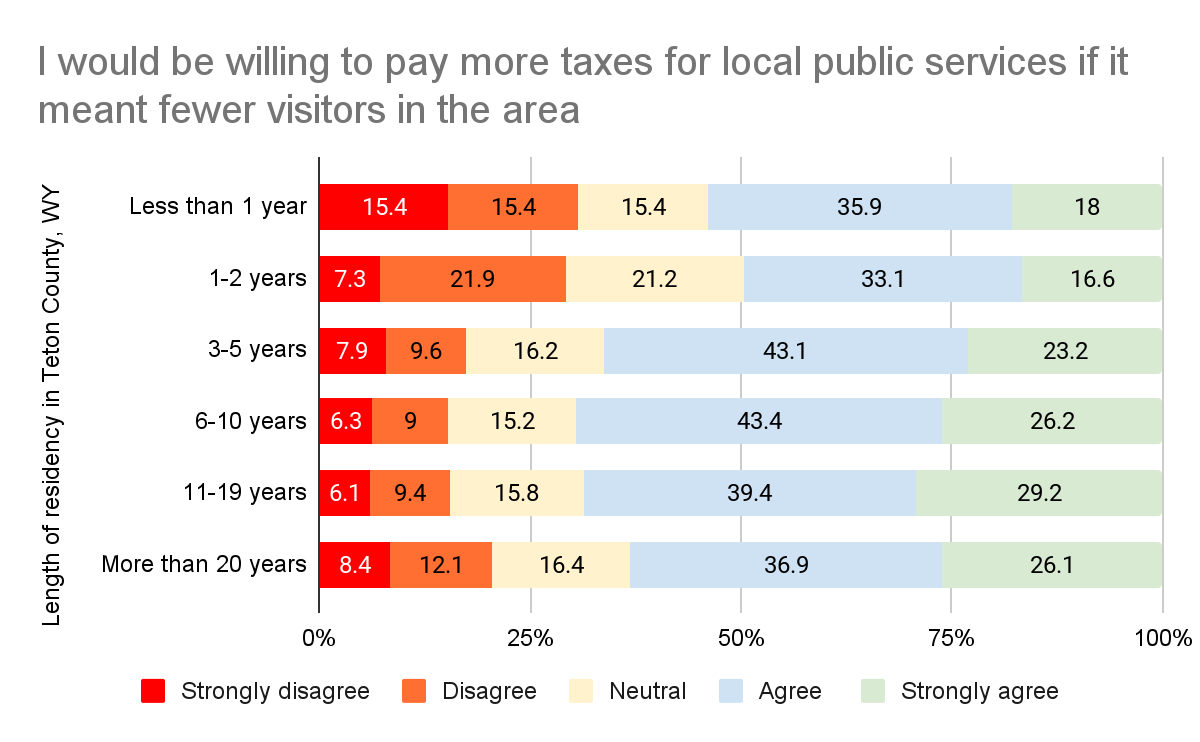 I would be willing to pay more taxes for local public services if it
meant fewer visitors in the area
Length of residency in Teton County, WY
Less than 1 year 15.4 15.4 15.4 35.9 18
1-2 years 7.3 21.9 21.2 33.1 16.6
3-5 years 7.9 9.6 16.2 43.1 23.2
6-10 years 6.3 9 15.2 43.4 26.2
11-19 years 6.1 9.4 15.8 39.4 29.2
More than 20 years 8.4 12.1 16.4 36.9 26.1
0% 25% 50% 75% 100%
Strongly disagree Disagree Neutral Agree Strongly agree